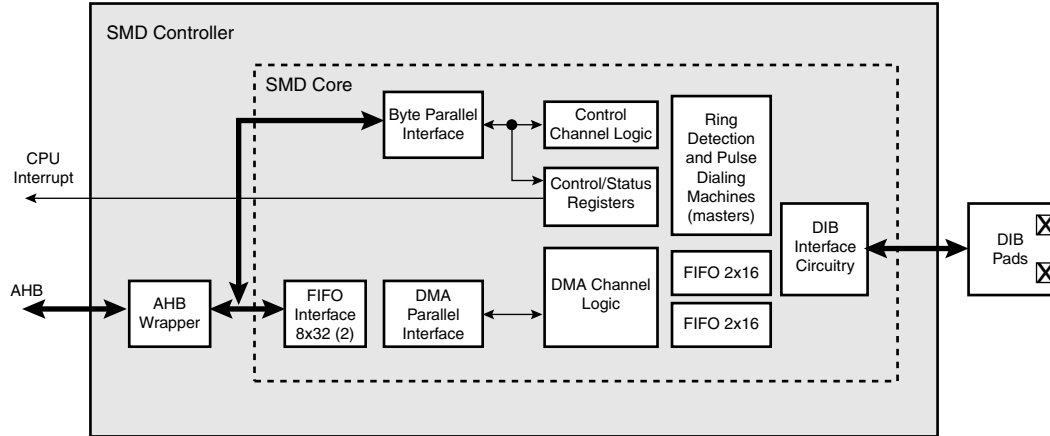 SMD Controller
SMD Core
Byte Parallel
Interface
Control
Channel Logic
Ring
Detection
and Pulse
Dialing
Machines
(masters)
CPU
Interrupt
Control/Status
Registers
DIB
Interface
Circuitry
DIB
Pads
AHB
AHB
Wrapper
FIFO
Interface
8x32 (2)
DMA
Parallel
Interface
DMA Channel
Logic
FIFO 2x16
FIFO 2x16